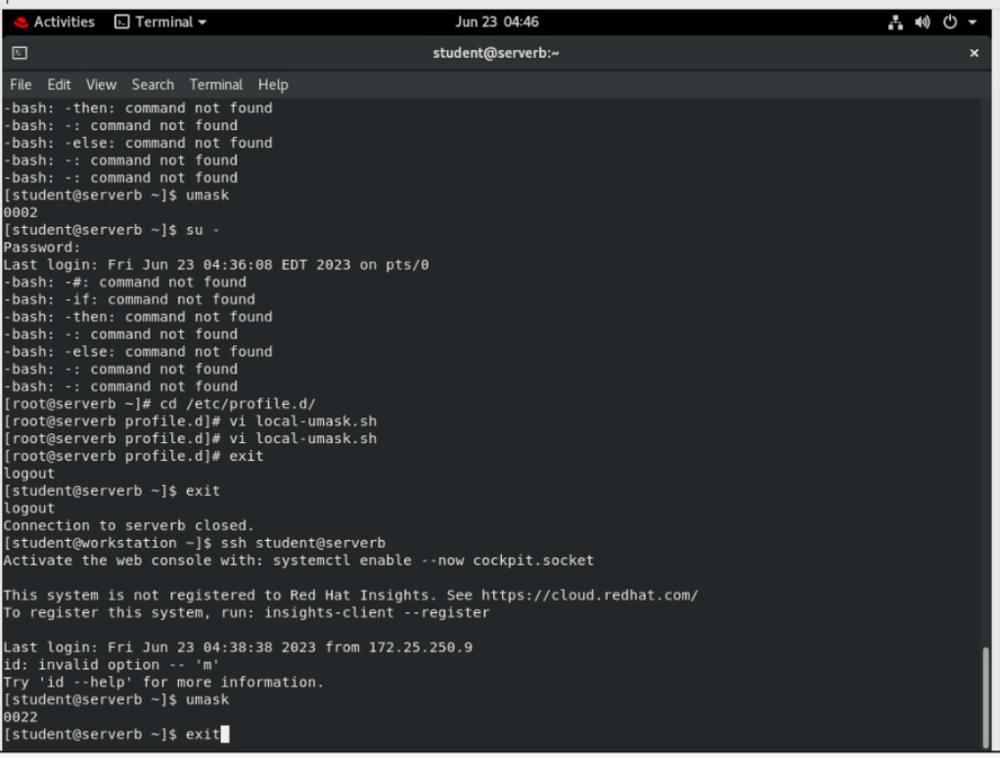 Activities Terminal Jun 23 04:46
student@serverb:~ ×
File Edit View Search Terminal Help
-bash: -then: command not found
-bash: -: command not found
-bash: -else: command not found
-bash: -: command not found
-bash: -: command not found
[student@serverb ~]$ umask
0002
[student@serverb ~]$ su -
Password:
Last login: Fri Jun 23 04:36:08 EDT 2023 on pts/0
-bash: -#: command not found
-bash: -if: command not found
-bash: -then: command not found
-bash: -: command not found
-bash: -else: command not found
-bash: -: command not found
-bash: -: command not found
[root@serverb ~]# cd /etc/profile.d/
[root@serverb profile.d]# vi local-umask.sh
[root@serverb profile.d]# vi local-umask.sh
[root@serverb profile.d]# exit
logout
[student@serverb ~]$ exit
logout
Connection to serverb closed.
[student@workstation ~]$ ssh student@serverb
Activate the web console with: systemctl enable --now cockpit.socket
This system is not registered to Red Hat Insights. See https://cloud.redhat.com/
To register this system, run: insights-client --register
Last login: Fri Jun 23 04:38:38 2023 from 172.25.250.9
id: invalid option -- 'm'
Try 'id --help' for more information.
[student@serverb ~]$ umask
0022
[student@serverb ~]$ exit